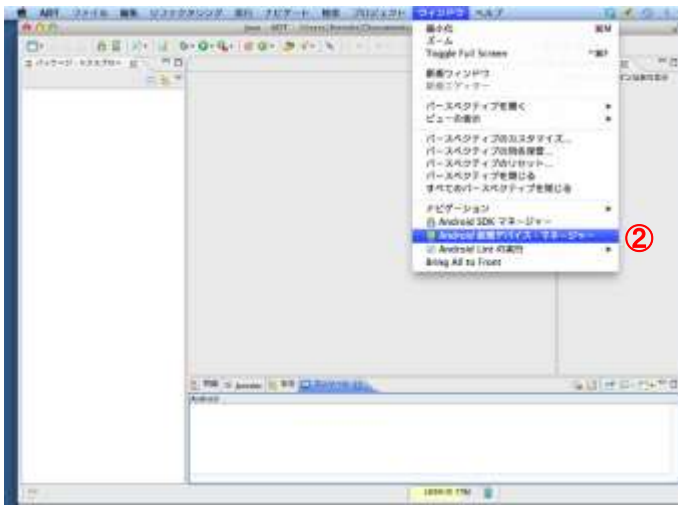 ADT ファイル 編集 リファクタリング 実行 ナビゲート 検索 プロジェクト ウィンドウ ヘルプ
最小化 ⌘M
ズーム
Toggle Full Screen ^⌘F
新規ウィンドウ
新規エディター
パースペクティブを開く
ビューの表示
パースペクティブのカスタマイズ...
パースペクティブの別名保管...
パースペクティブのリセット...
パースペクティブを閉じる
すべてのパースペクティブを閉じる
ナビゲーション
Android SDK マネージャー
Android 仮想デバイス・マネージャー
②
Android Lint の実行
Bring All to Front
問題 Javadoc 宣言
Android